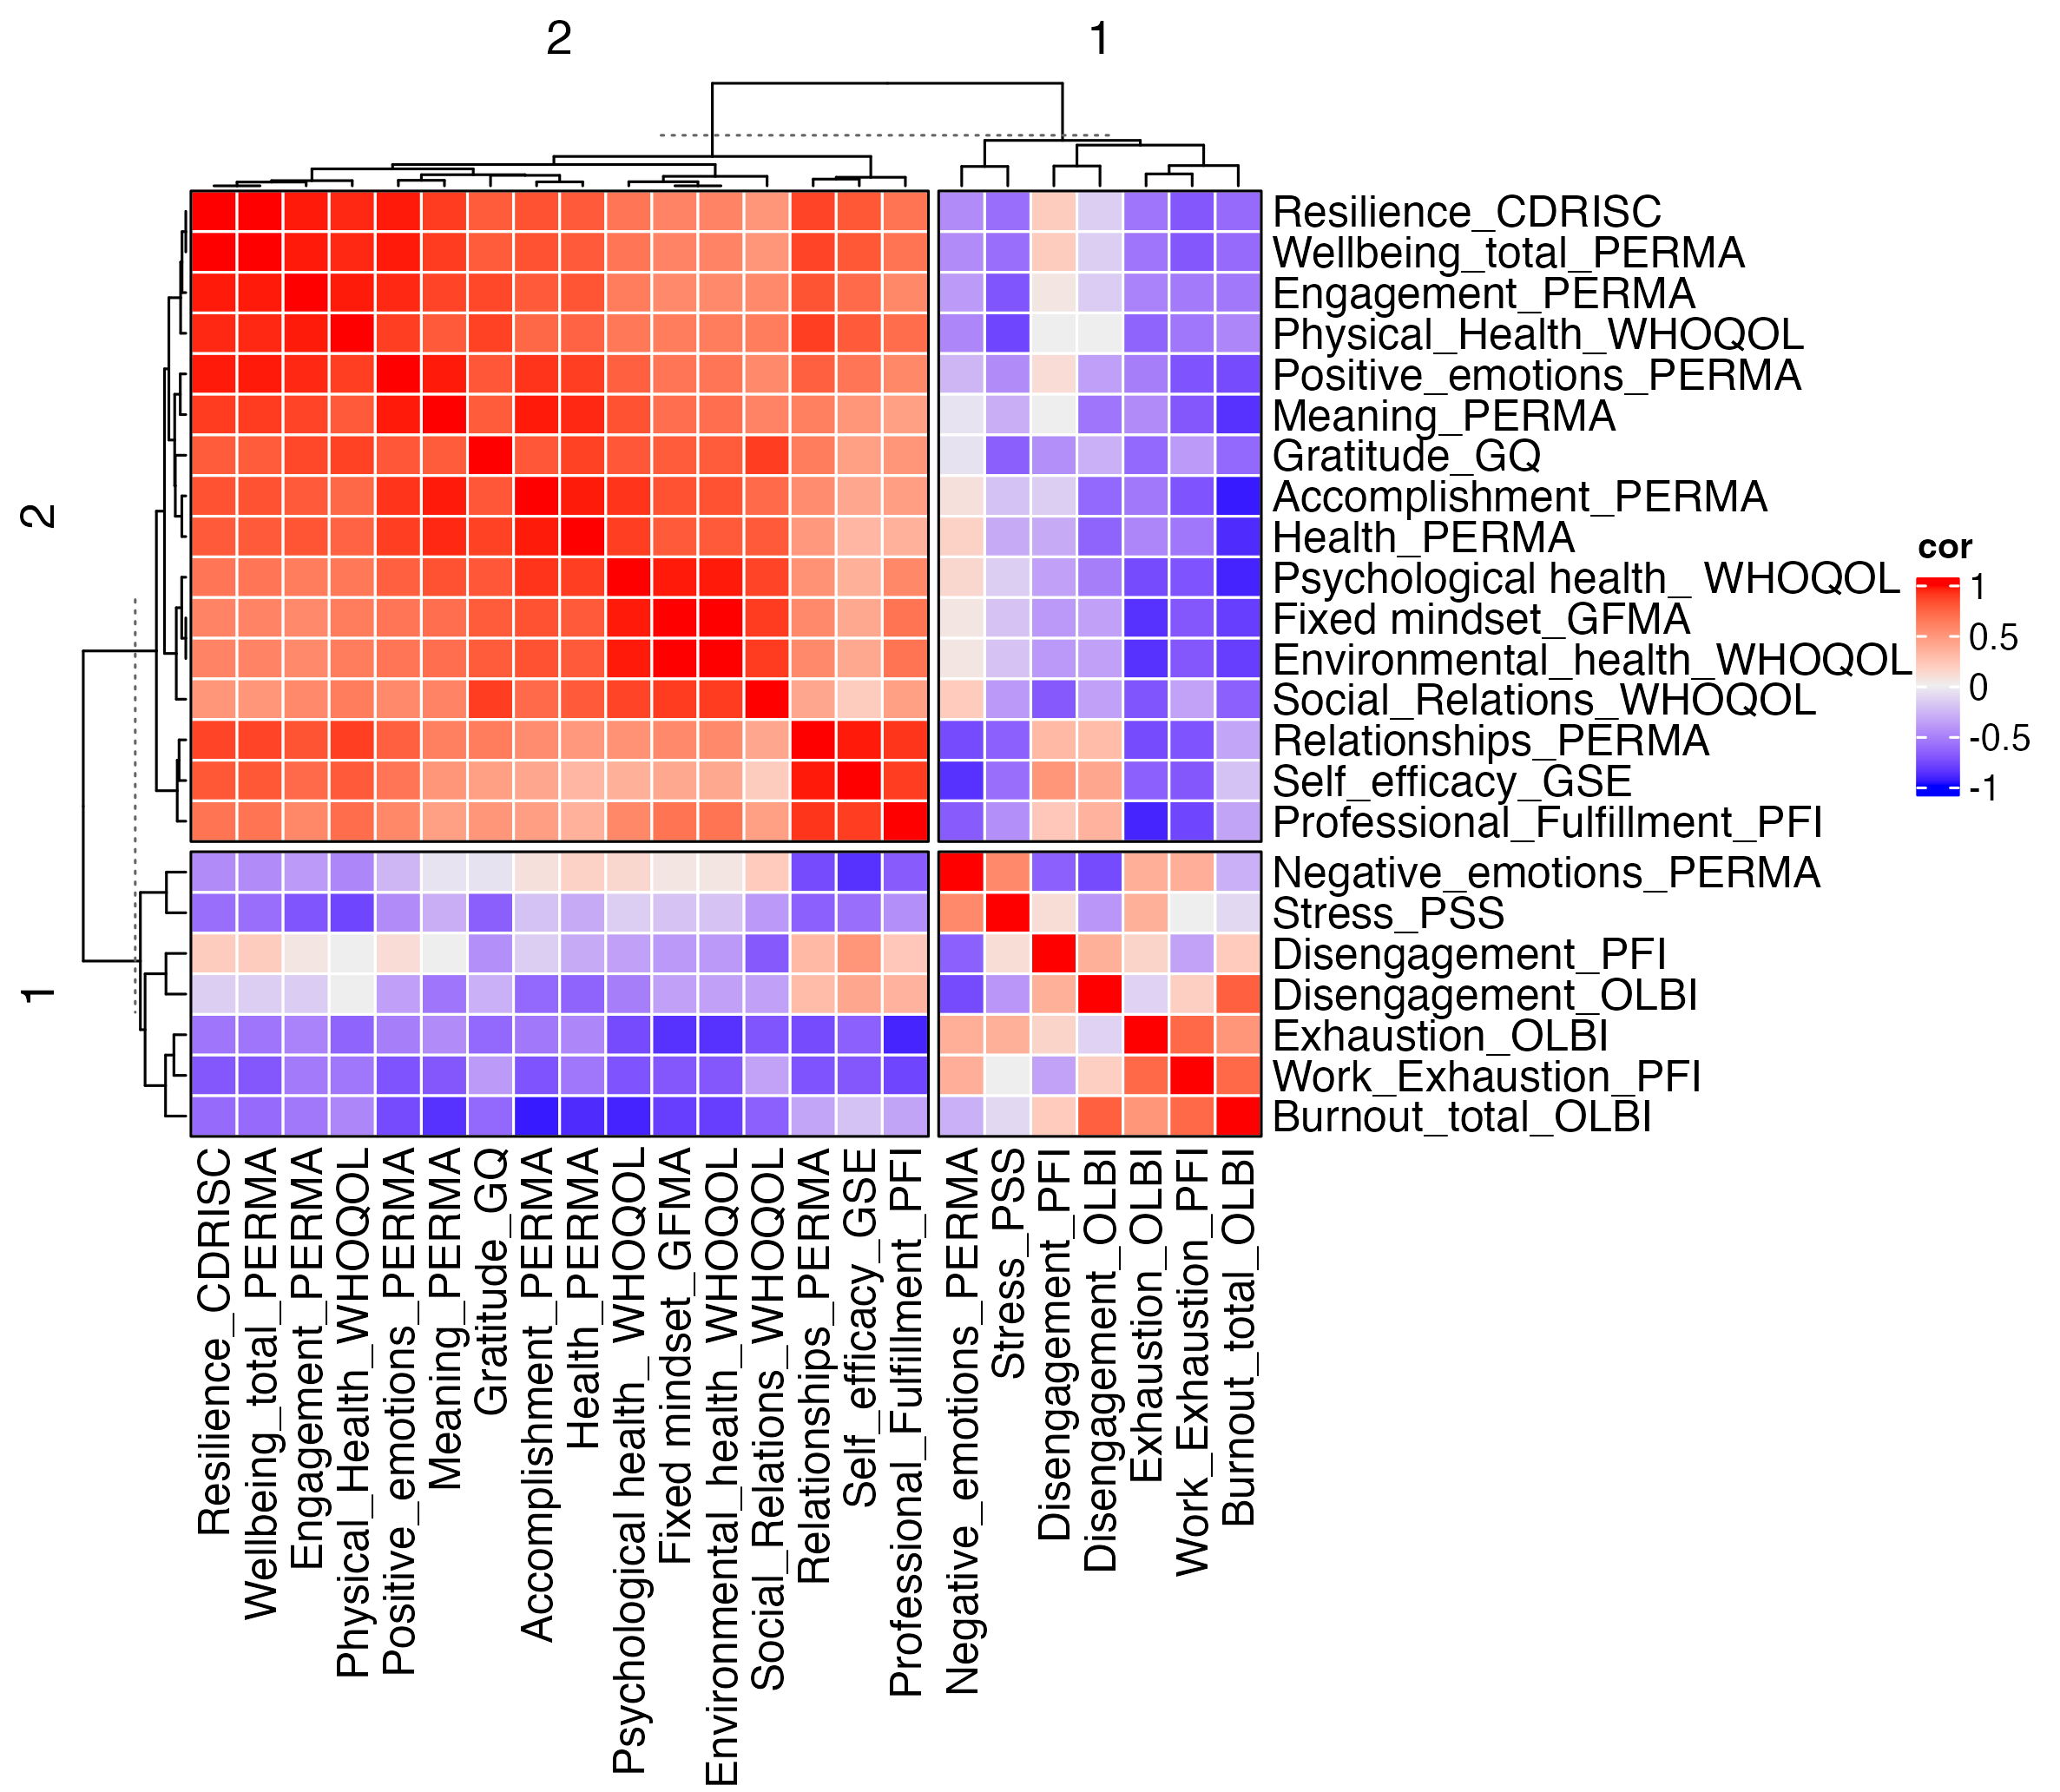 2
1
2
1
Resilience_CDRISC
Wellbeing_total_PERMA
Engagement_PERMA
Physical_Health_WHOQOL
Positive_emotions_PERMA
Meaning_PERMA
Gratitude_GQ
Accomplishment_PERMA
Health_PERMA
Psychological health_ WHOQOL
Fixed mindset_GFMA
Environmental_health_WHOQOL
Social_Relations_WHOQOL
Relationships_PERMA
Self_efficacy_GSE
Professional_Fulfillment_PFI
Negative_emotions_PERMA
Stress_PSS
Disengagement_PFI
Disengagement_OLBI
Exhaustion_OLBI
Work_Exhaustion_PFI
Burnout_total_OLBI
cor
1
0.5
0
-0.5
-1
Resilience_CDRISC
Wellbeing_total_PERMA
Engagement_PERMA
Physical_Health_WHOQOL
Positive_emotions_PERMA
Meaning_PERMA
Gratitude_GQ
Accomplishment_PERMA
Health_PERMA
Psychological health_ WHOQOL
Fixed mindset_GFMA
Environmental_health_WHOQOL
Social_Relations_WHOQOL
Relationships_PERMA
Self_efficacy_GSE
Professional_Fulfillment_PFI
Negative_emotions_PERMA
Stress_PSS
Disengagement_PFI
Disengagement_OLBI
Exhaustion_OLBI
Work_Exhaustion_PFI
Burnout_total_OLBI